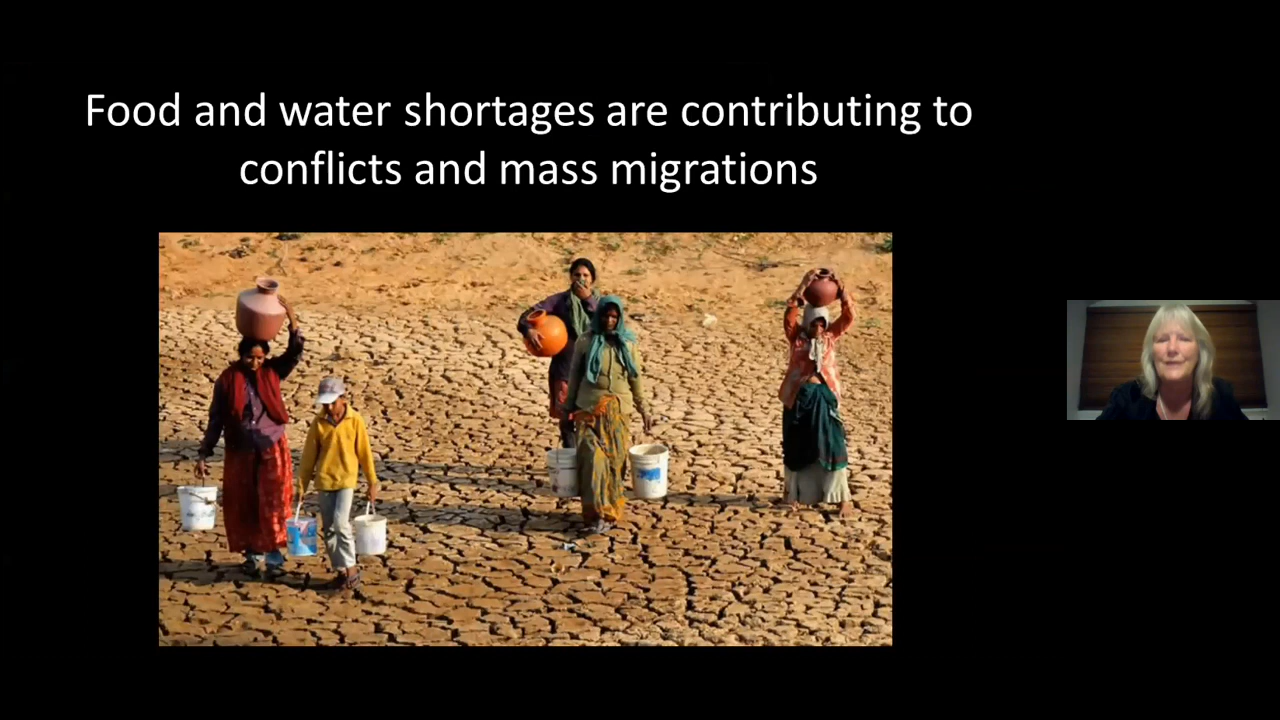 Food and water shortages are contributing to
conflicts and mass migrations